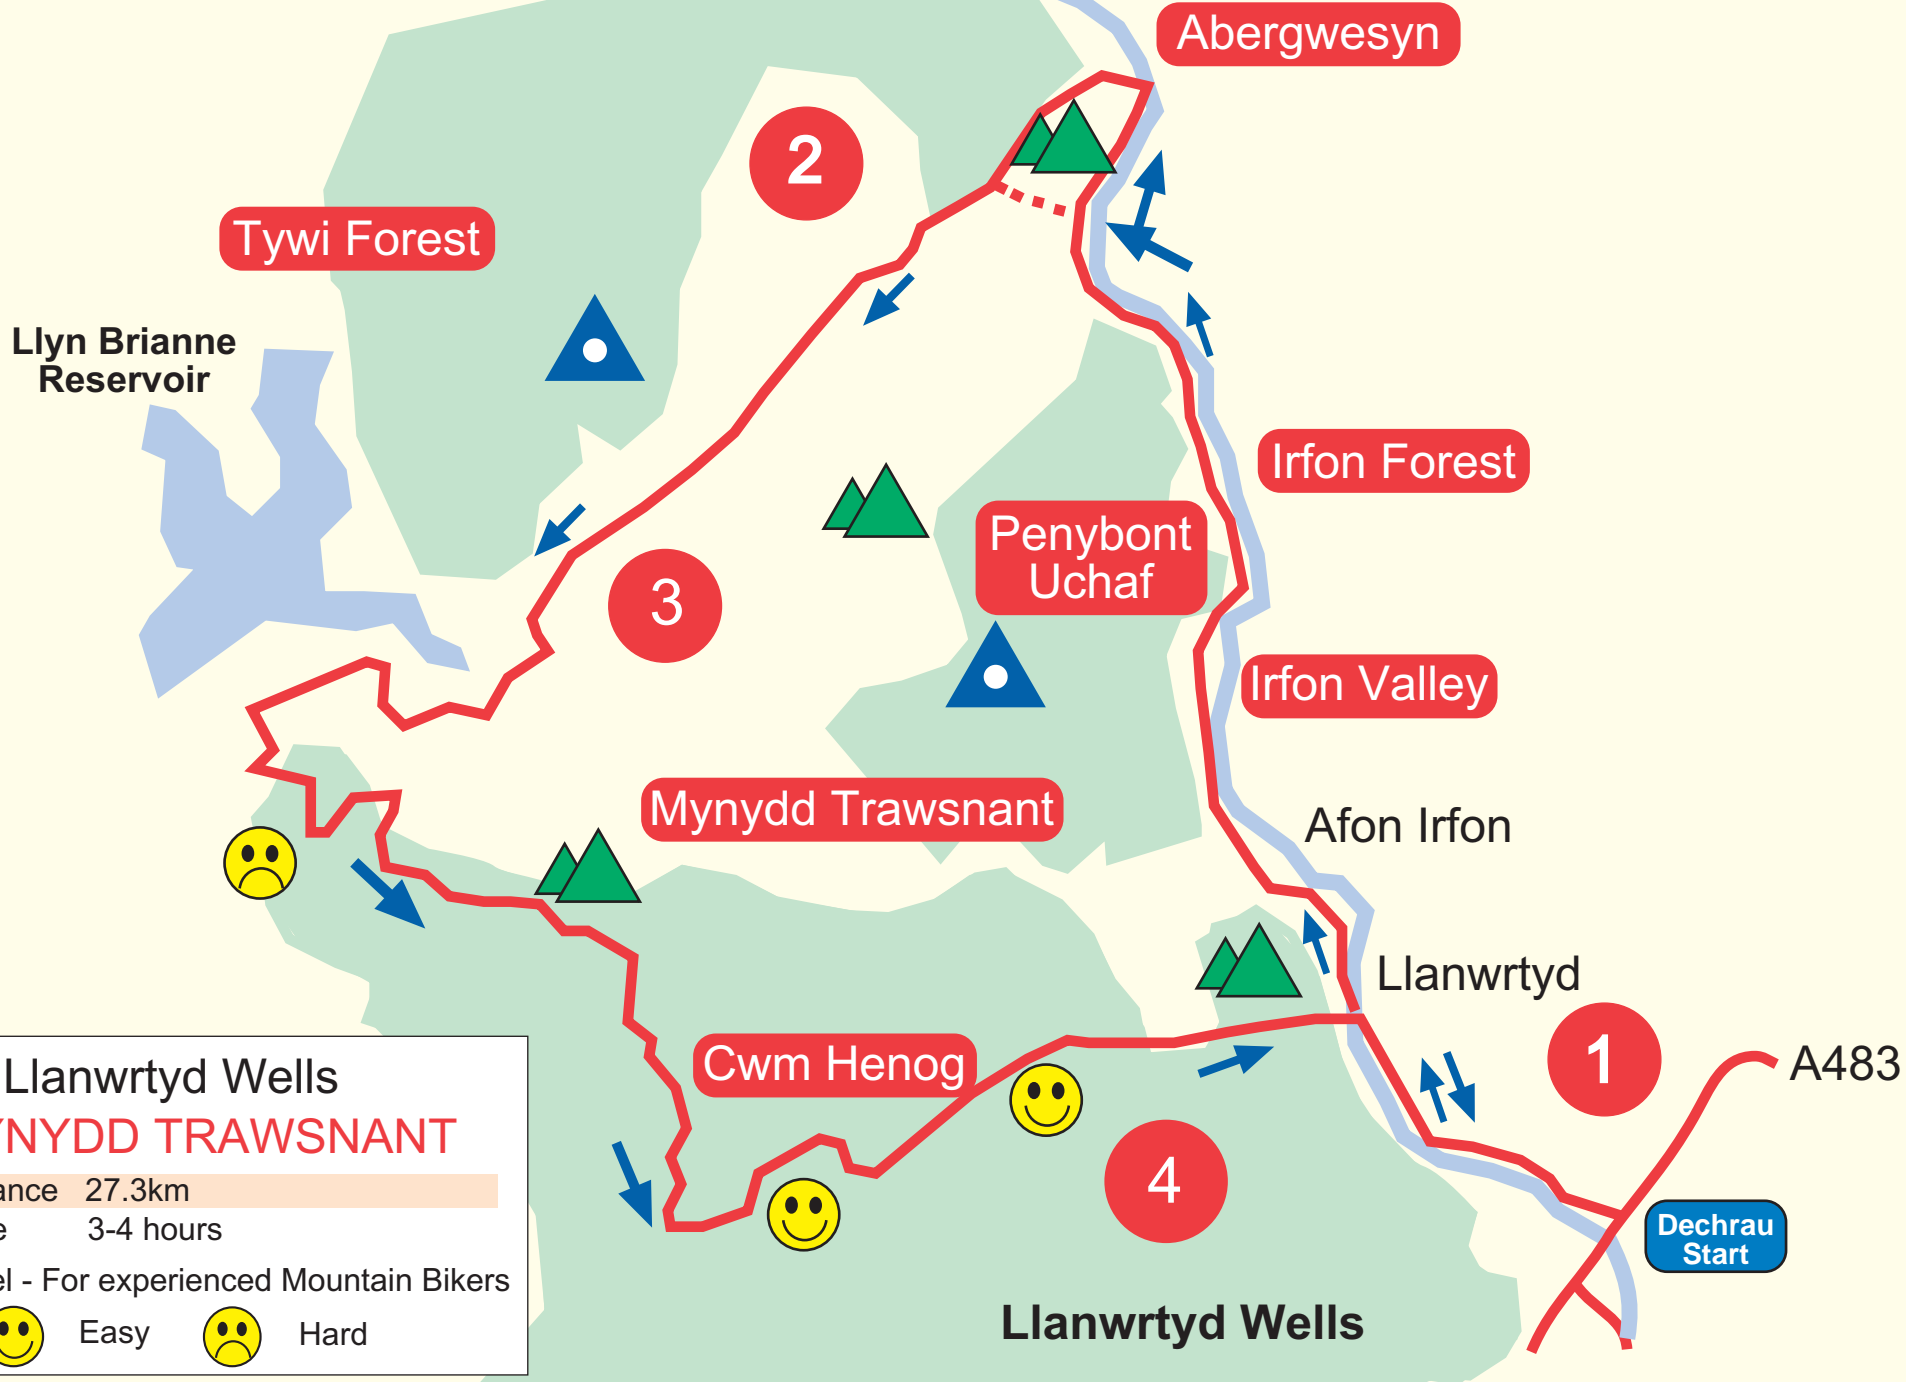 Abergwesyn
2
Tywi Forest
Llyn Brianne
Reservoir
Irfon Forest
Penybont
Uchaf
3
Irfon Valley
Mynydd Trawsnant
Afon Irfon
Llanwrtyd
1
A483
Cwm Henog
4
Dechrau
Start
Llanwrtyd Wells
Llanwrtyd Wells
YNYDD TRAWSNANT
ance 27.3km
e 3-4 hours
el - For experienced Mountain Bikers
Easy Hard